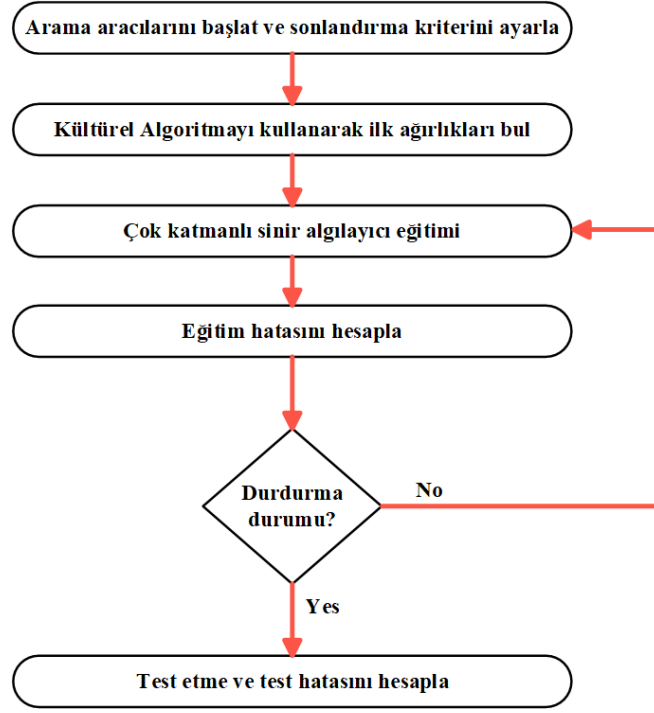 Arama aracılarını başlat ve sonlandırma kriterini ayarla
Kültürel Algoritmayı kullanarak ilk ağırlıkları bul
Çok katmanlı sinir algılayıcı eğitimi
Eğitim hatasını hesapla
Durdurma
durumu?
No
Yes
Test etme ve test hatasını hesapla